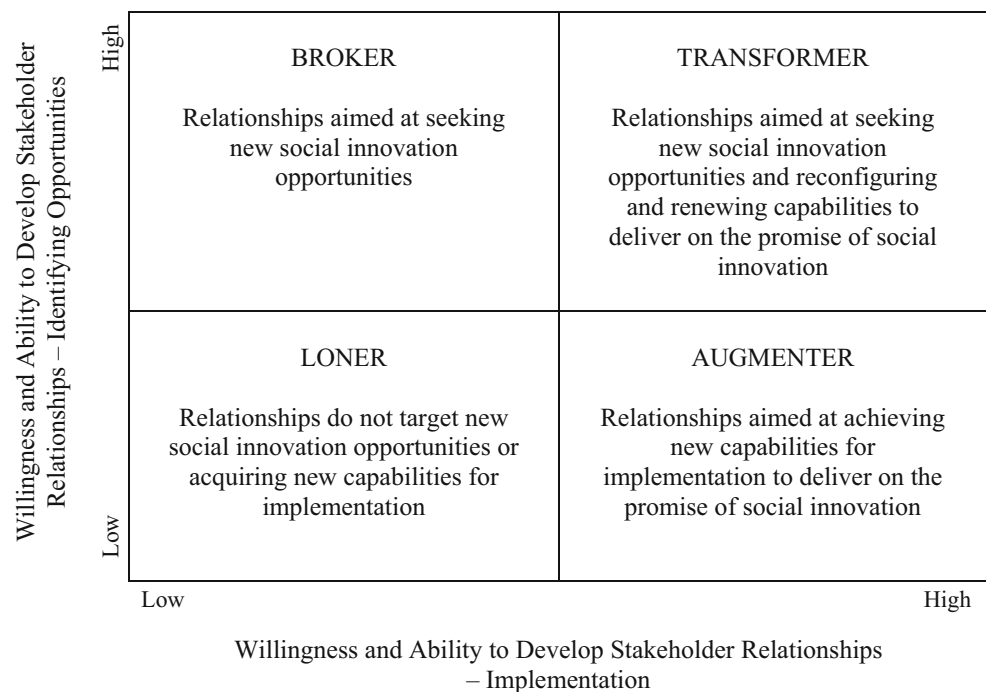 Willingness and Ability to Develop Stakeholder
Relationships – Identifying Opportunities
High
Low
BROKER
Relationships aimed at seeking
new social innovation
opportunities
TRANSFORMER
Relationships aimed at seeking
new social innovation
opportunities and reconfiguring
and renewing capabilities to
deliver on the promise of social
innovation
LONER
Relationships do not target new
social innovation opportunities or
acquiring new capabilities for
implementation
AUGMENTER
Relationships aimed at achieving
new capabilities for
implementation to deliver on the
promise of social innovation
Low
High
Willingness and Ability to Develop Stakeholder Relationships
– Implementation